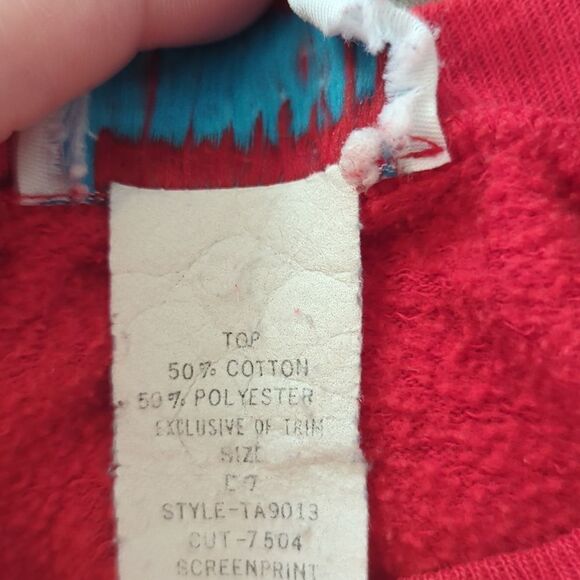 TOP
50% COTTON
50% POLYESTER
EXCLUSIVE OF TRIM
SIZE
STYLE-TA9013
CUT-7504
SCREENPRINT